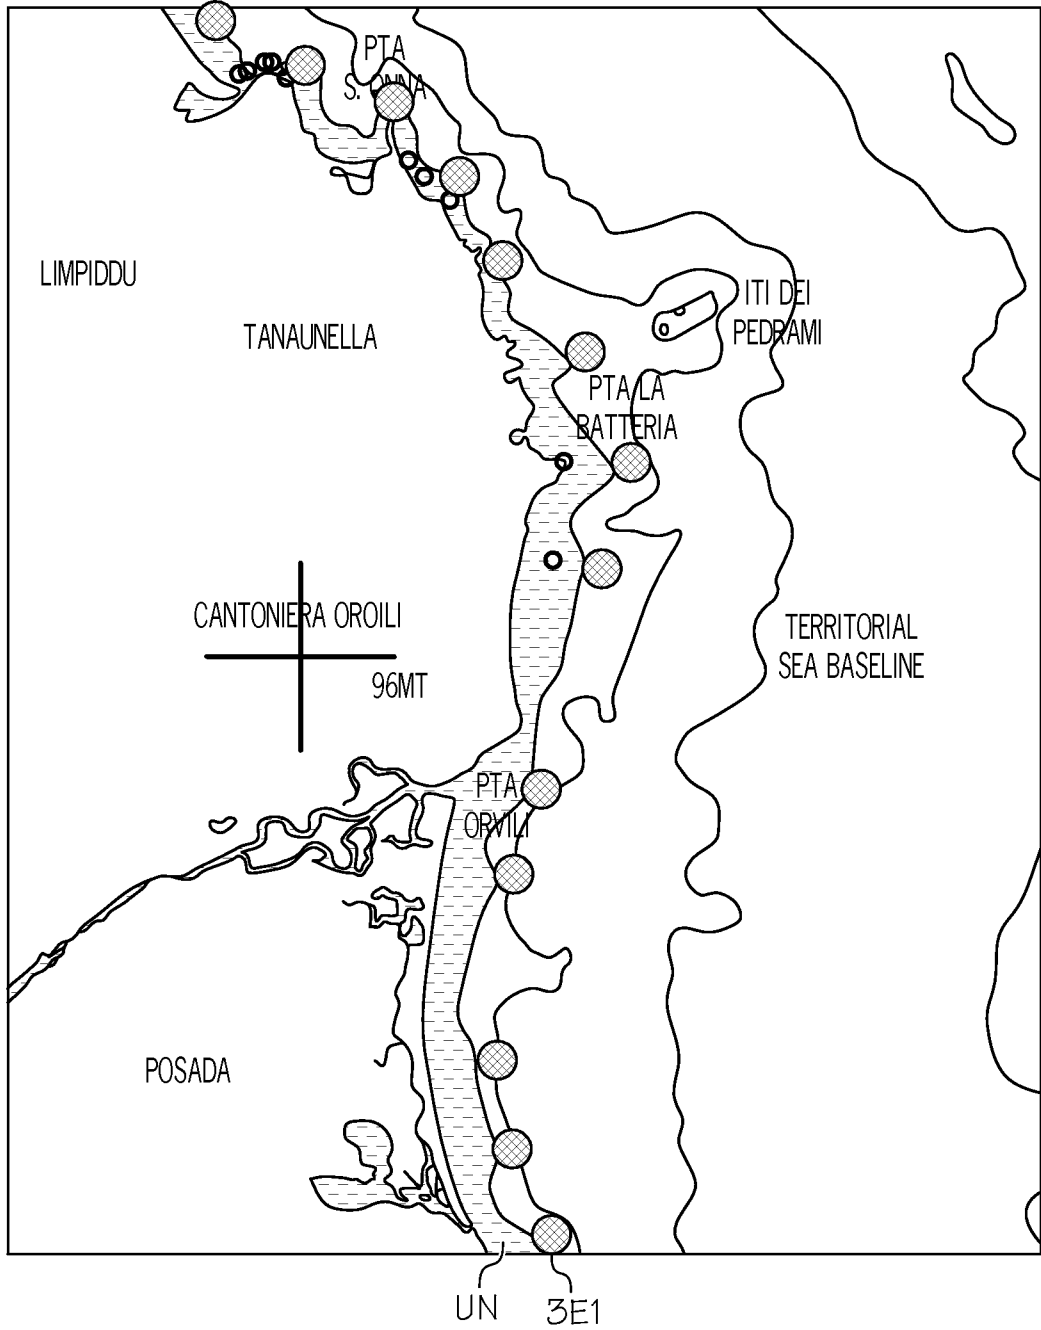 PTA
S. ONNA
LIMPIDDU
ITI DEI
PEDRAMI
TANAUNELLA
PTA LA
BATTERIA
CANTONIERA OROILI
TERRITORIAL
SEA BASELINE
96MT
PTA
ORVILI
POSADA
UN
3E1